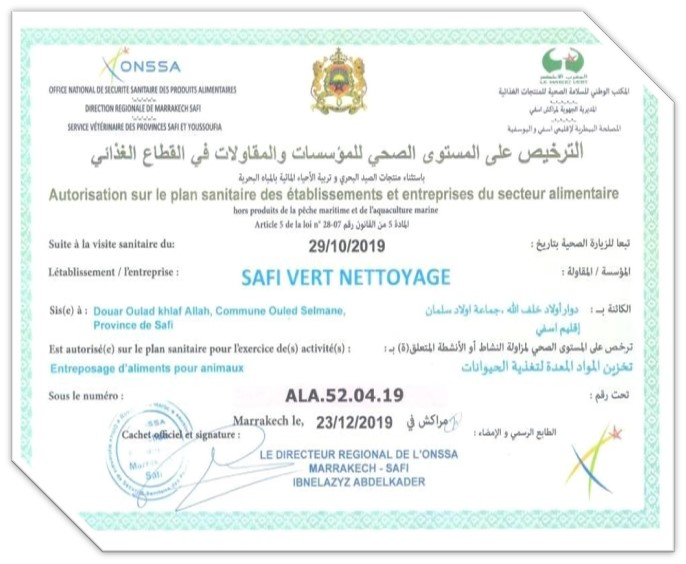 ONSSA
OFFICE NATIONAL DE SECURITE SANITAIRE DES PRODUITS ALIMENTAIRES
DIRECTION REGIONALE DE MARRAKECH SAFI
SERVICE VÉTÉRINAIRE DES PROVINCES SAFI ET YOUSSOUFIA
المغرب الأخضر
LE MAROC VERT
المكتب الوطني للسلامة الصحية للمنتجات الغذائية
المديرية الجهوية لمراكش اسفي
المصلحة البيطرية لإقليمي اسفي و اليوسفية
الترخيص على المستوى الصحي للمؤسسات والمقاولات في القطاع الغذائي
باستثناء منتجات الصيد البحري و تربية الأحياء المائية بالمياه البحرية
Autorisation sur le plan sanitaire des établissements et entreprises du secteur alimentaire
hors produits de la pêche maritime et de l'aquaculture marine
Article 5 de la loi n° 28-07 المادة 5 من القانون رقم
Suite à la visite sanitaire du: 29/10/2019 تبعا للزيارة الصحية بتاريخ :
Létablissement / l'entreprise : SAFI VERT NETTOYAGE المؤسسة / المقاولة :
Sis(e) à : Douar Oulad khlaf Allah, Commune Ouled Selmane, الكائنة بـ : دوار أولاد خلف الله ،جماعة اولاد سلمان
Province de Safi إقليم اسفي
Est autorisé(e) sur le plan sanitaire pour l'exercice de(s) activité(s) : ترخص على المستوى الصحي لمزاولة النشاط أو الأنشطة المتعلق(ة) بـ :
Entreposage d'aliments pour animaux تخزين المواد المعدة لتغذية الحيوانات
Sous le numéro : ALA.52.04.19 تحت رقم :
Marrakech le, 23/12/2019 مراكش في
Cachet officiel et signature : الطابع الرسمي و الإمضاء :
LE DIRECTEUR REGIONAL DE L'ONSSA
MARRAKECH - SAFI
IBNELAZYZ ABDELKADER